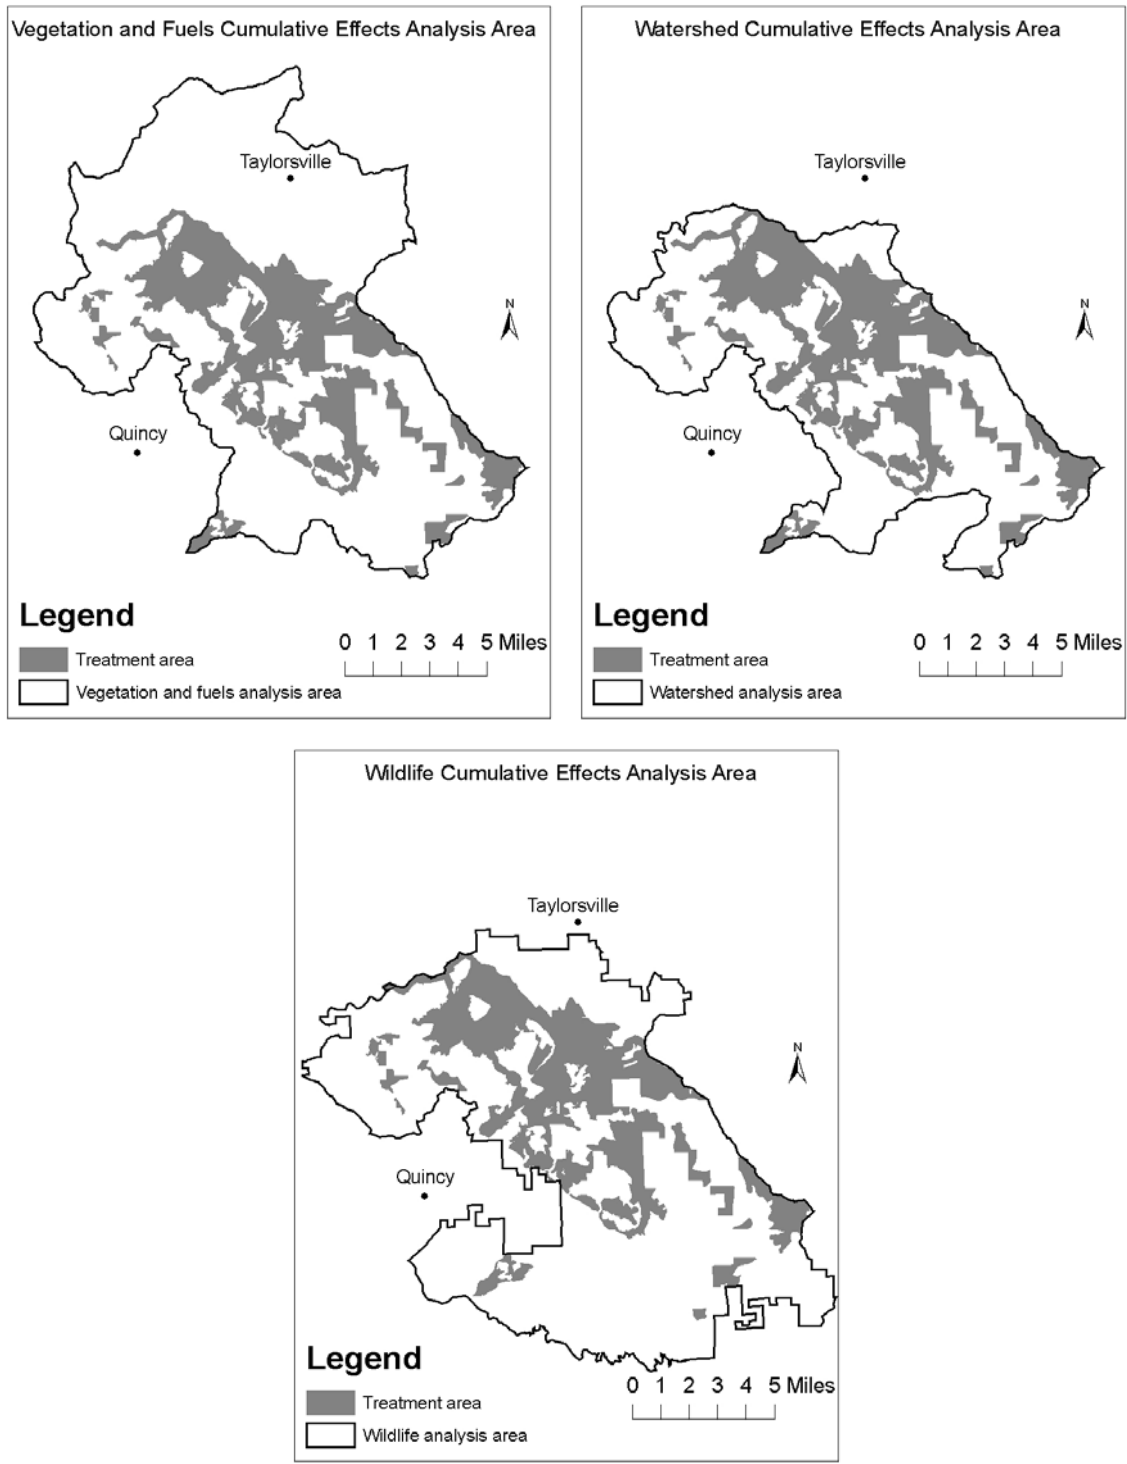 Vegetation and Fuels Cumulative Effects Analysis Area
Taylorsville
N
Quincy
Legend
0 1 2 3 4 5 Miles
Treatment area
Vegetation and fuels analysis area
Watershed Cumulative Effects Analysis Area
Taylorsville
N
Quincy
Legend
0 1 2 3 4 5 Miles
Treatment area
Watershed analysis area
Wildlife Cumulative Effects Analysis Area
Taylorsville
N
Quincy
Legend
0 1 2 3 4 5 Miles
Treatment area
Wildlife analysis area